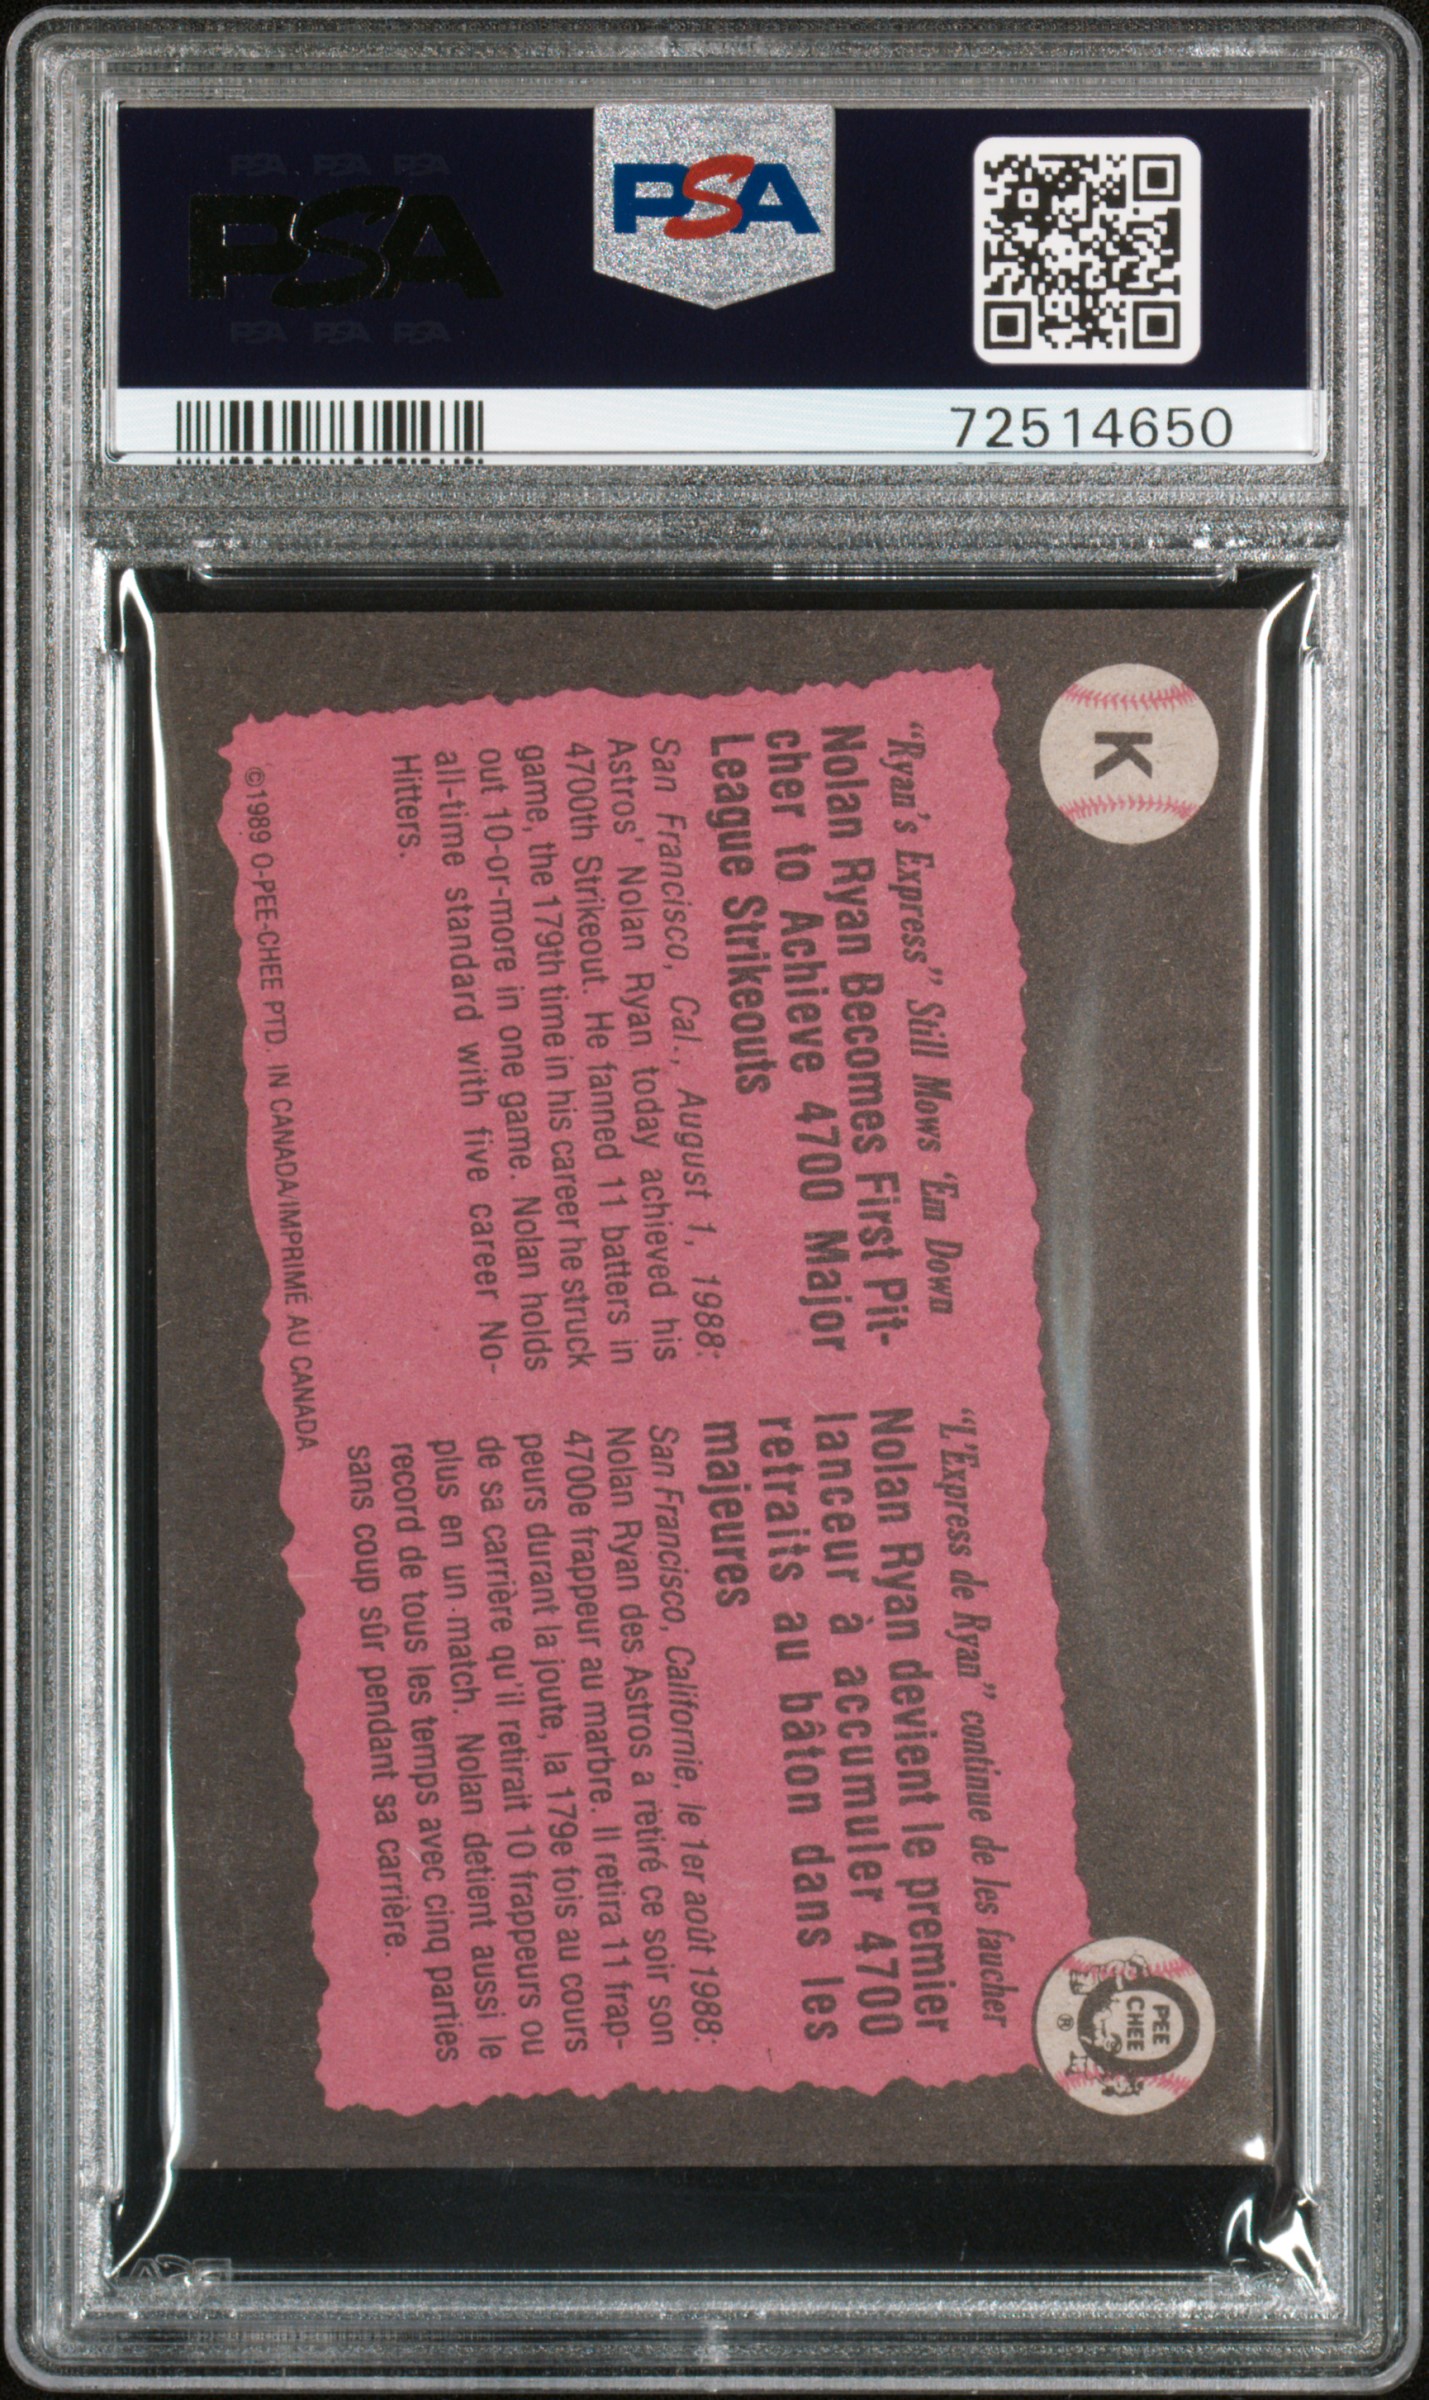 PSA PSA PSA
PSA
PSA PSA PSA
PSA
72514650
K
"Ryan's Express" Still Mows 'Em Down
Nolan Ryan Becomes First Pit-
cher to Achieve 4700 Major
League Strikeouts
San Francisco, Cal., August 1, 1988:
Astros' Nolan Ryan today achieved his
4700th Strikeout. He fanned 11 batters in
game, the 179th time in his career he struck
out 10-or-more in one game. Nolan holds
all-time standard with five career No-
Hitters.
©1989 O-PEE-CHEE PTD. IN CANADA/IMPRIMÉ AU CANADA
"L'Express de Ryan" continue de les faucher
Nolan Ryan devient le premier
lanceur à accumuler 4700
retraits au bâton dans les
majeures
San Francisco, Californie, le 1er août 1988:
Nolan Ryan des Astros a retiré ce soir son
4700e frappeur au marbre. Il retira 11 frap-
peurs durant la joute, la 179e fois au cours
de sa carrière qu'il retirait 10 frappeurs ou
plus en un match. Nolan detient aussi le
record de tous les temps avec cinq parties
sans coup sûr pendant sa carrière.
O
PEE
CHEE
®
PSA